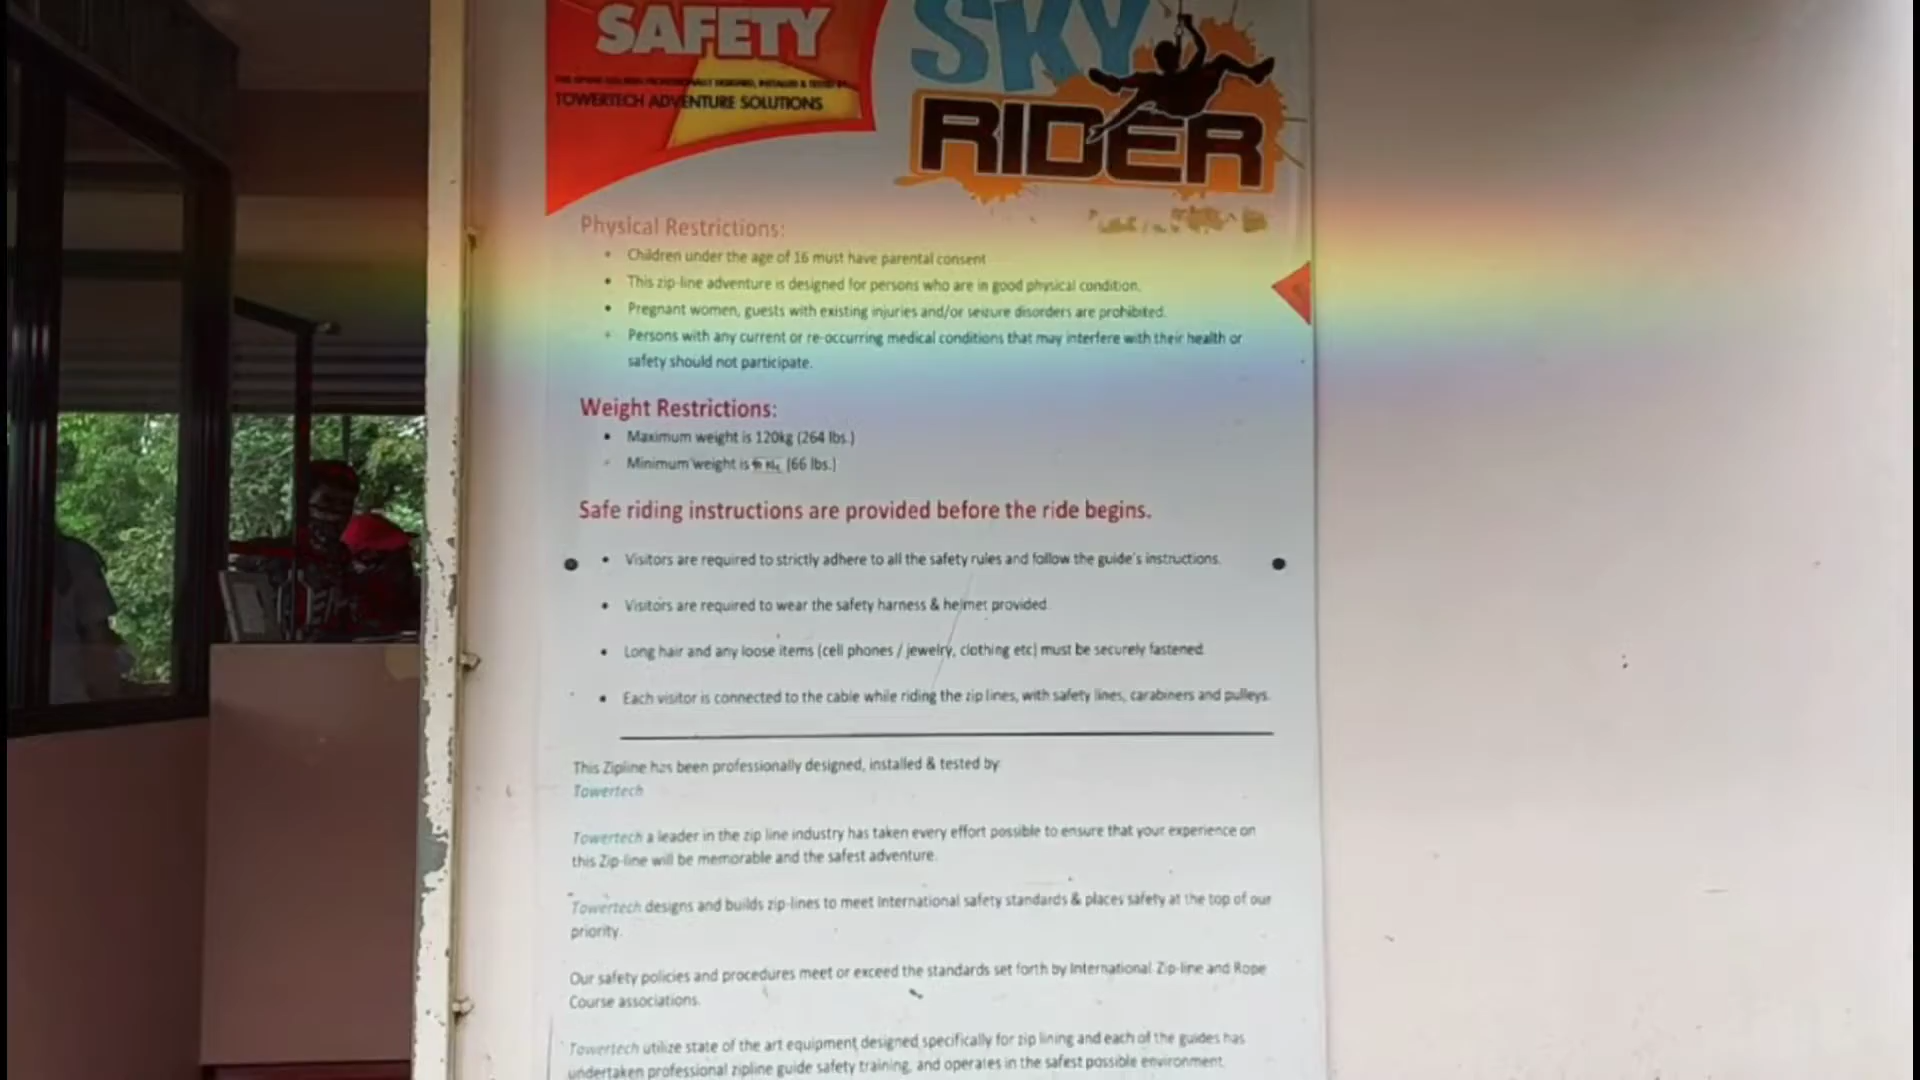 SAFETY
TOWERTECH ADVENTURE SOLUTIONS
SKY
RIDER
Physical Restrictions:
• Children under the age of 16 must have parental consent
• This zip-line adventure is designed for persons who are in good physical condition.
• Pregnant women, guests with existing injuries and/or seizure disorders are prohibited.
• Persons with any current or re-occurring medical conditions that may interfere with their health or
safety should not participate.
Weight Restrictions:
• Maximum weight is 120kg (264 lbs.)
• Minimum weight is (66 lbs.)
Safe riding instructions are provided before the ride begins.
• Visitors are required to strictly adhere to all the safety rules and follow the guide's instructions.
• Visitors are required to wear the safety harness & helmet provided.
• Long hair and any loose items (cell phones / jewelry, clothing etc) must be securely fastened.
• Each visitor is connected to the cable while riding the zip lines, with safety lines, carabiners and pulleys.
This Zipline has been professionally designed, installed & tested by
Towertech
Towertech a leader in the zip line industry has taken every effort possible to ensure that your experience on
this Zip-line will be memorable and the safest adventure.
Towertech designs and builds zip-lines to meet International safety standards & places safety at the top of our
priority.
Our safety policies and procedures meet or exceed the standards set forth by International Zip-line and Rope
Course associations.
Towertech utilize state of the art equipment designed specifically for zip lining and each of the guides has
undertaken professional zipline guide safety training, and operates in the safest possible environment.